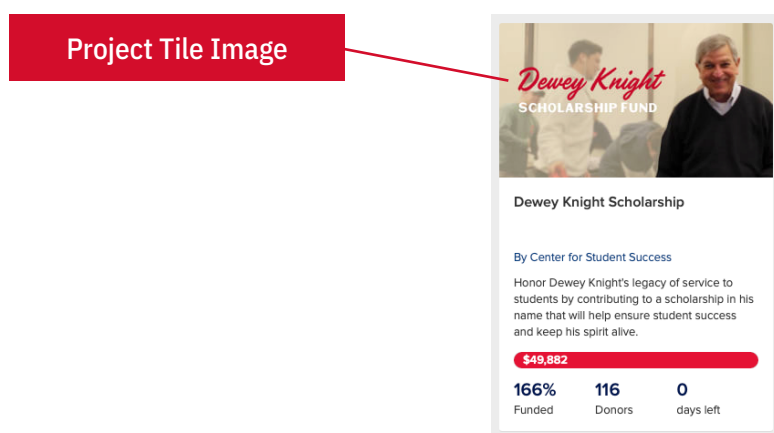 Project Tile Image
Dewey Knight
SCHOLARSHIP FUND
Dewey Knight Scholarship
By Center for Student Success
Honor Dewey Knight's legacy of service to
students by contributing to a scholarship in his
name that will help ensure student success
and keep his spirit alive.
$49,882
166% 116 0
Funded Donors days left